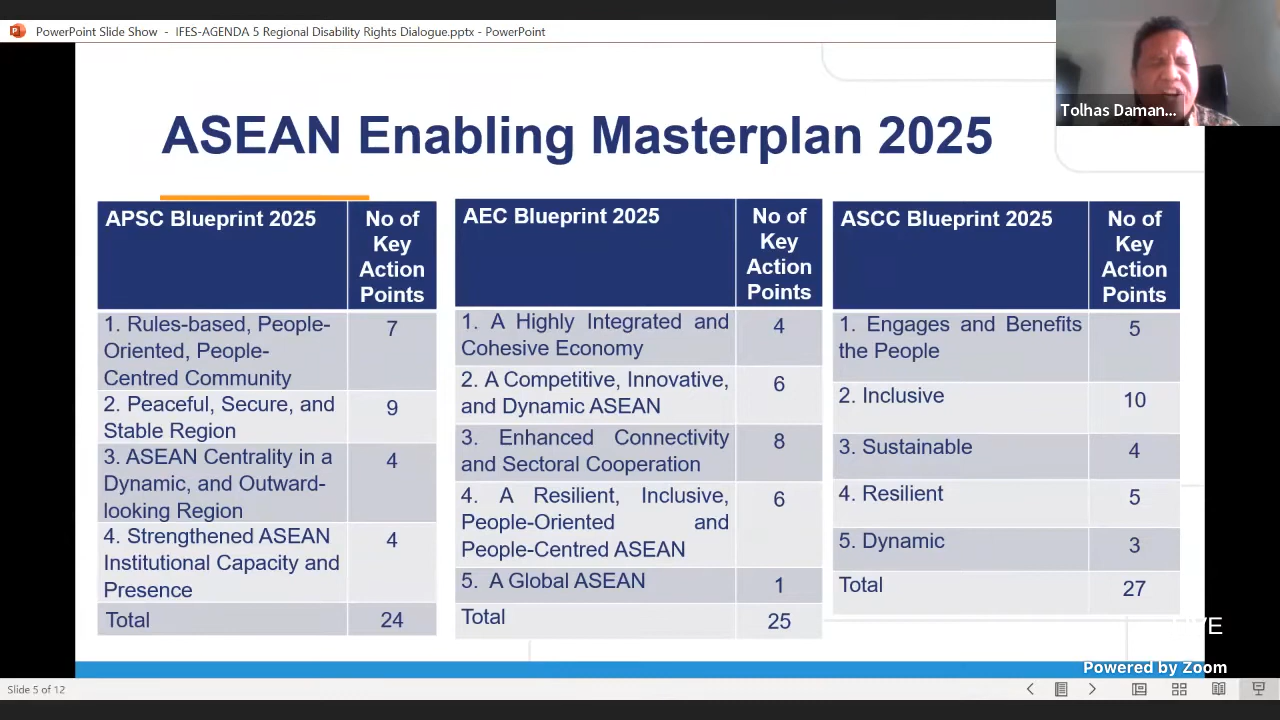 PowerPoint Slide Show - IFES-AGENDA 5 Regional Disability Rights Dialogue.pptx - PowerPoint
Tolhas Daman...
ASEAN Enabling Masterplan 2025
APSC Blueprint 2025
No of
Key
Action
Points
1. Rules-based, People-
Oriented, People-
Centred Community
7
2. Peaceful, Secure, and
Stable Region
9
3. ASEAN Centrality in a
Dynamic, and Outward-
looking Region
4
4. Strengthened ASEAN
Institutional Capacity and
Presence
4
Total
24
AEC Blueprint 2025
No of
Key
Action
Points
1. A Highly Integrated and
Cohesive Economy
4
2. A Competitive, Innovative,
and Dynamic ASEAN
6
3. Enhanced Connectivity
and Sectoral Cooperation
8
4. A Resilient, Inclusive,
People-Oriented and
People-Centred ASEAN
6
5. A Global ASEAN
1
Total
25
ASCC Blueprint 2025
No of
Key
Action
Points
1. Engages and Benefits
the People
5
2. Inclusive
10
3. Sustainable
4
4. Resilient
5
5. Dynamic
3
Total
27
Powered by Zoom
Slide 5 of 12